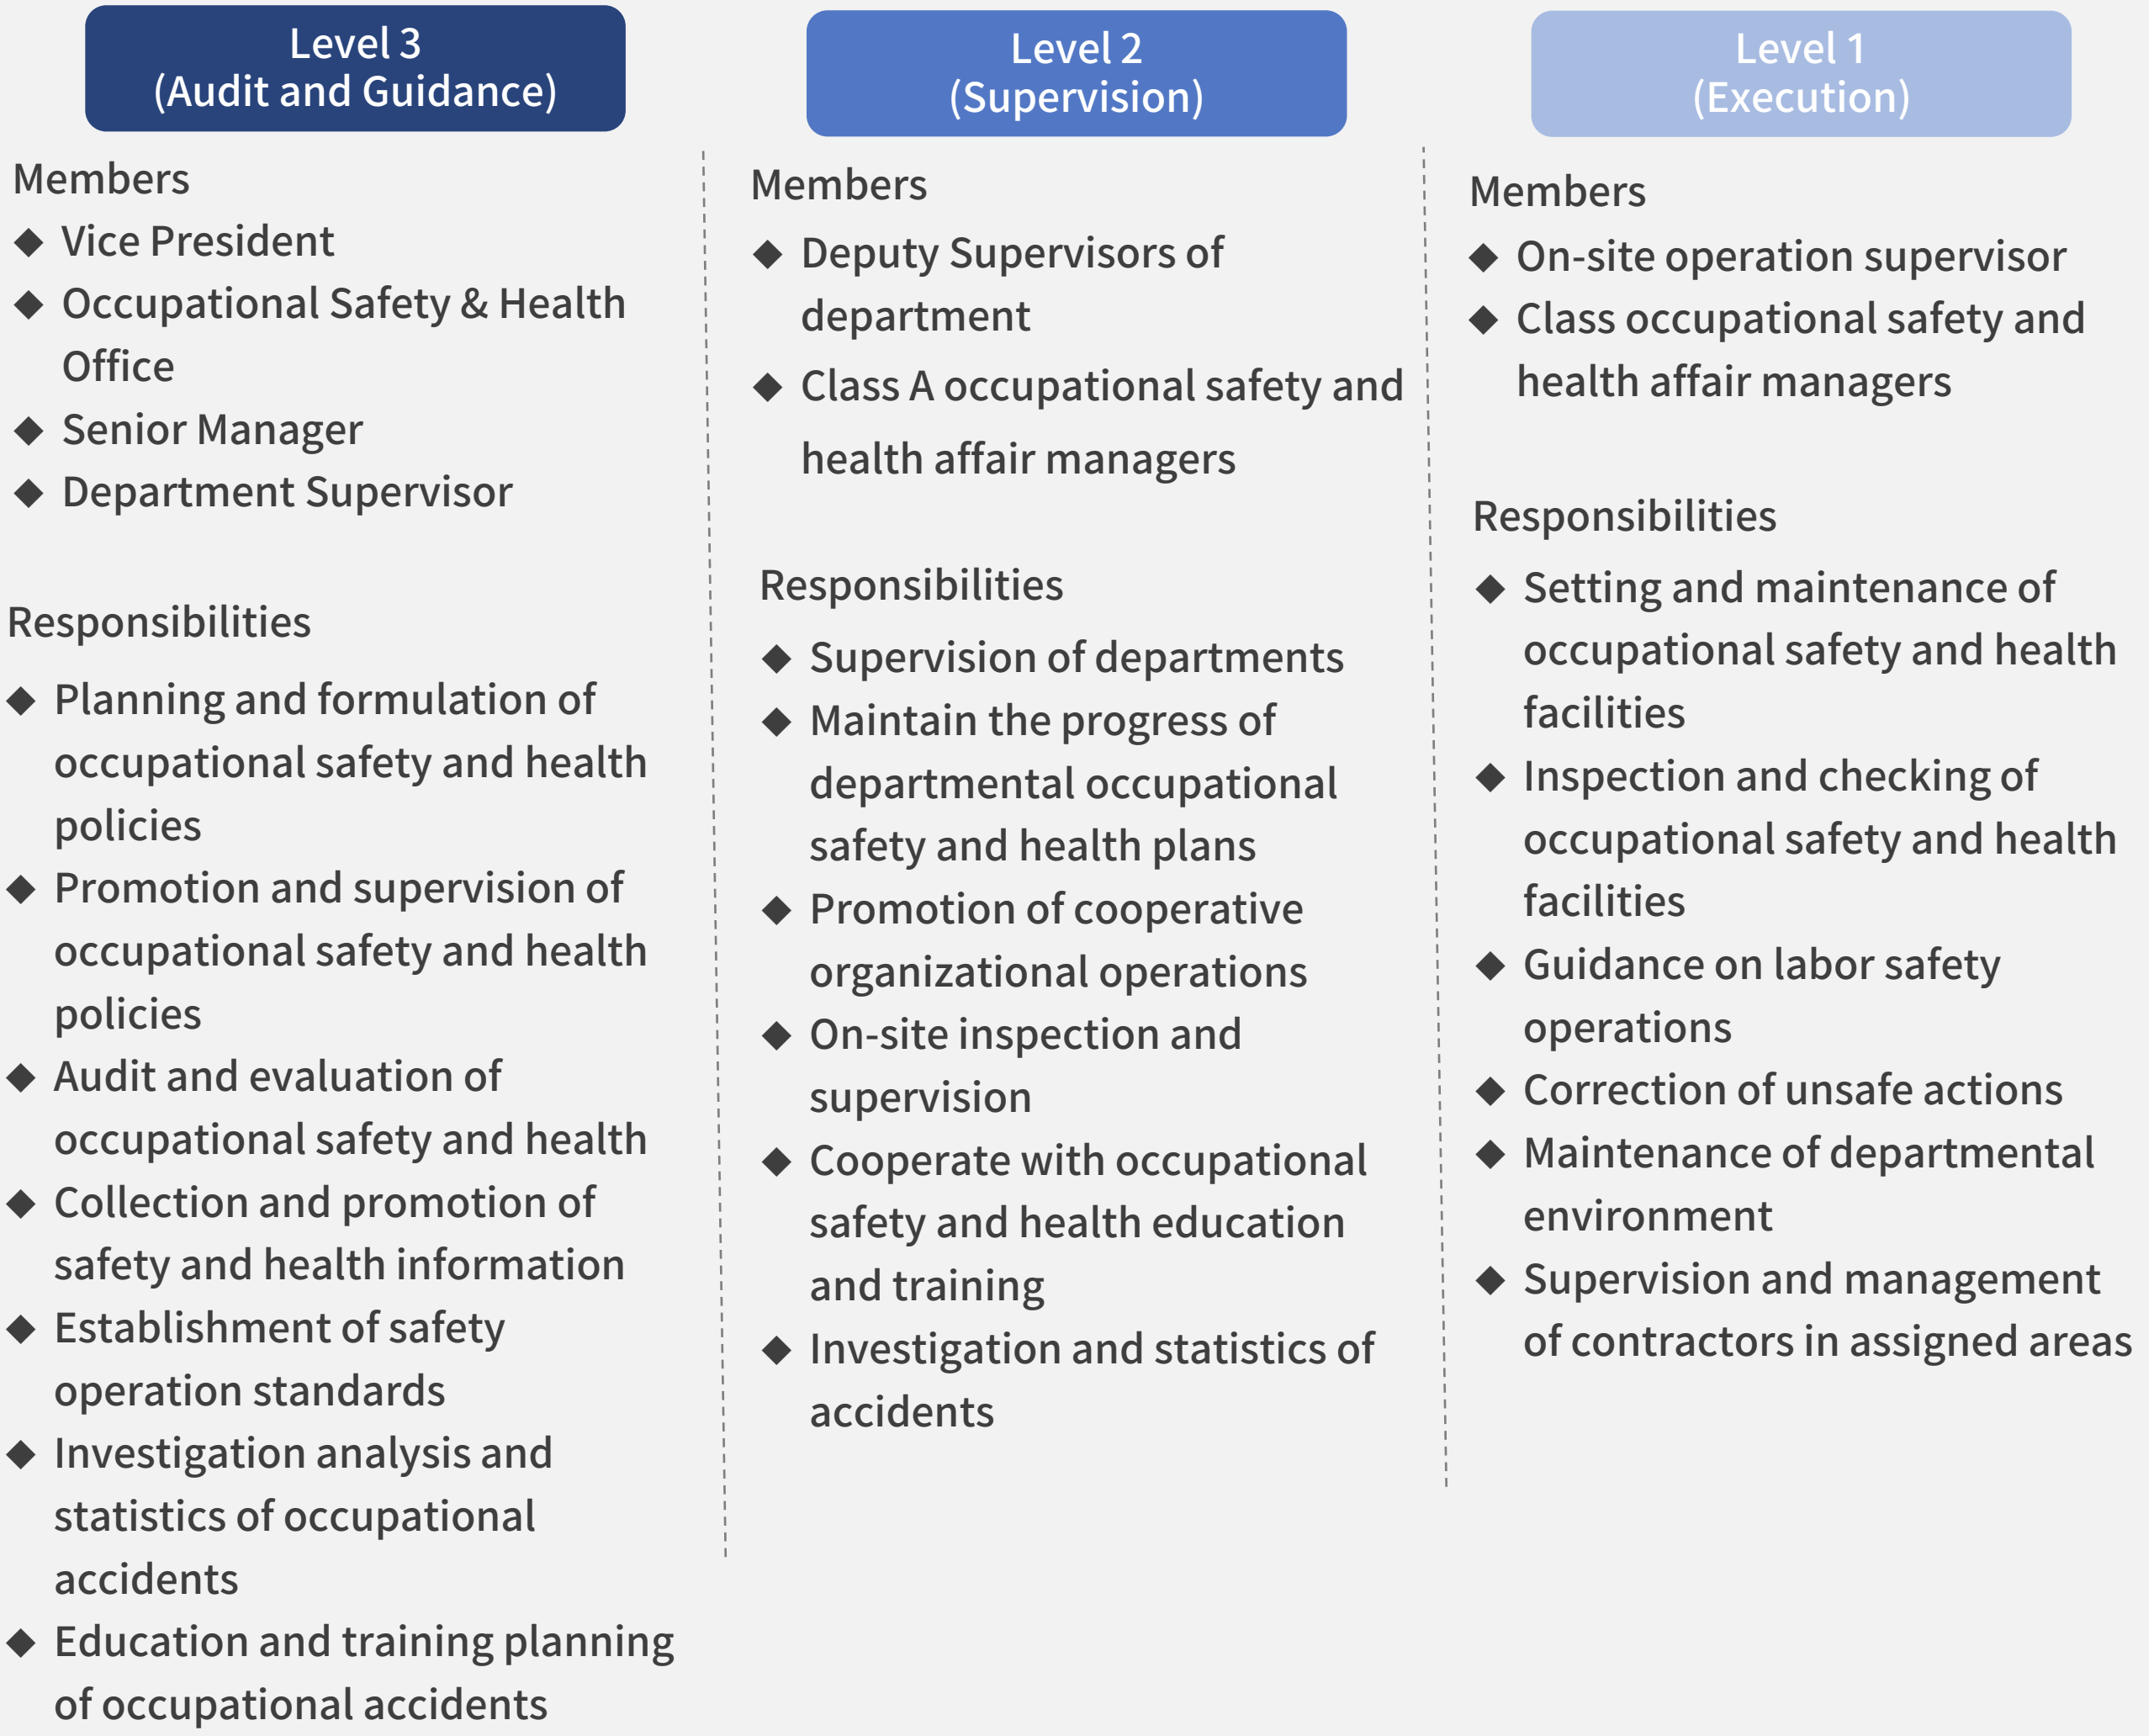 Level 3
(Audit and Guidance)
Members
◆ Vice President
◆ Occupational Safety & Health
Office
◆ Senior Manager
◆ Department Supervisor
Responsibilities
◆ Planning and formulation of
occupational safety and health
policies
◆ Promotion and supervision of
occupational safety and health
policies
◆ Audit and evaluation of
occupational safety and health
◆ Collection and promotion of
safety and health information
◆ Establishment of safety
operation standards
◆ Investigation analysis and
statistics of occupational
accidents
◆ Education and training planning
of occupational accidents
Level 2
(Supervision)
Members
◆ Deputy Supervisors of
department
◆ Class A occupational safety and
health affair managers
Responsibilities
◆ Supervision of departments
◆ Maintain the progress of
departmental occupational
safety and health plans
◆ Promotion of cooperative
organizational operations
◆ On-site inspection and
supervision
◆ Cooperate with occupational
safety and health education
and training
◆ Investigation and statistics of
accidents
Level 1
(Execution)
Members
◆ On-site operation supervisor
◆ Class occupational safety and
health affair managers
Responsibilities
◆ Setting and maintenance of
occupational safety and health
facilities
◆ Inspection and checking of
occupational safety and health
facilities
◆ Guidance on labor safety
operations
◆ Correction of unsafe actions
◆ Maintenance of departmental
environment
◆ Supervision and management
of contractors in assigned areas